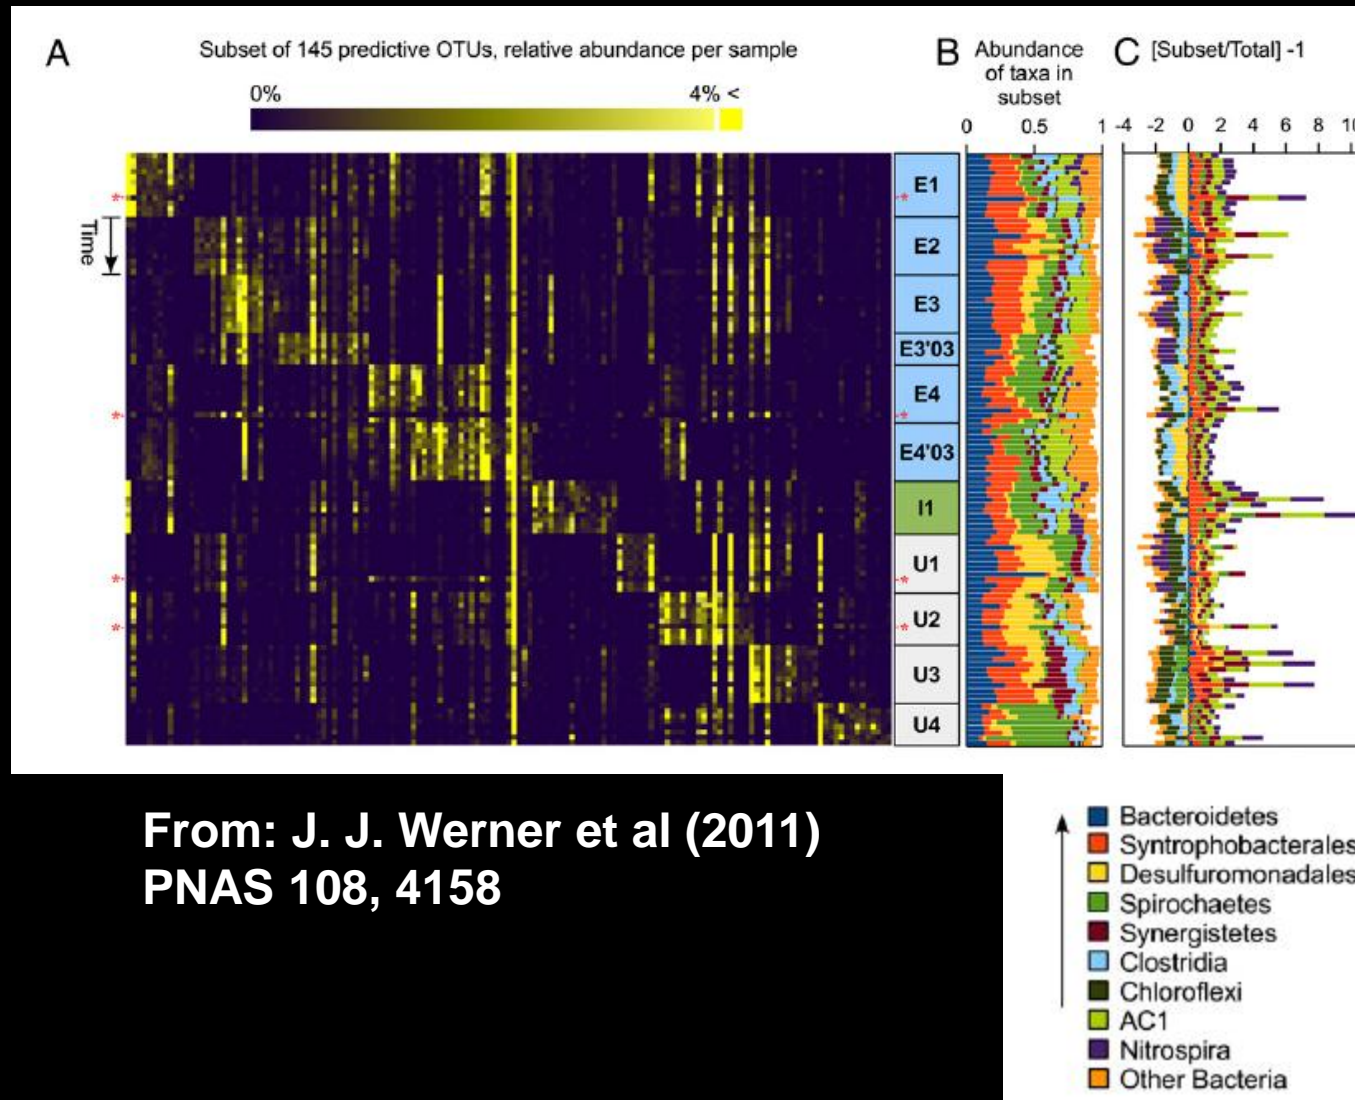 A
Subset of 145 predictive OTUs, relative abundance per sample
0%
4% <
B
Abundance
of taxa in
subset
0 0.5 1
C
[Subset/Total] -1
-4 -2 0 2 4 6 8 10
Time
* *
* *
* *
* *
E1
E2
E3
E3'03
E4
E4'03
I1
U1
U2
U3
U4
From: J. J. Werner et al (2011)
PNAS 108, 4158
Bacteroidetes
Syntrophobacterales
Desulfuromonadales
Spirochaetes
Synergistetes
Clostridia
Chloroflexi
AC1
Nitrospira
Other Bacteria